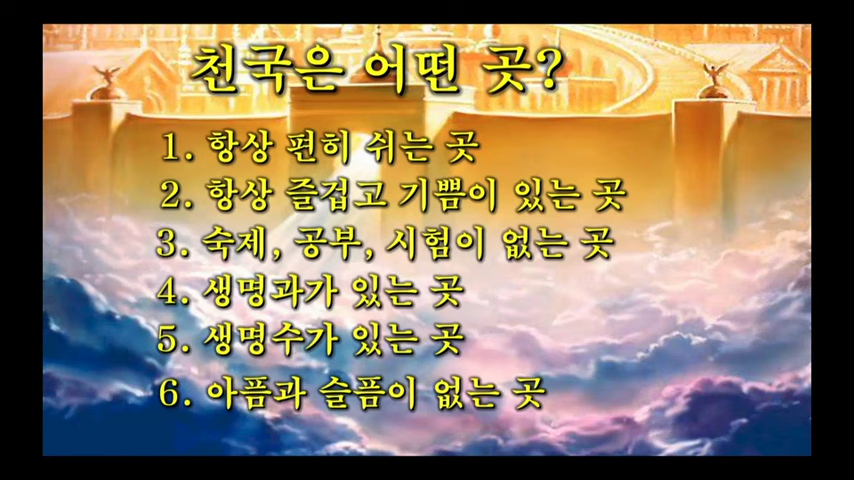 천국은 어떤 곳?
1. 항상 편히 쉬는 곳
2. 항상 즐겁고 기쁨이 있는 곳
3. 숙제, 공부, 시험이 없는 곳
4. 생명과가 있는 곳
5. 생명수가 있는 곳
6. 아픔과 슬픔이 없는 곳